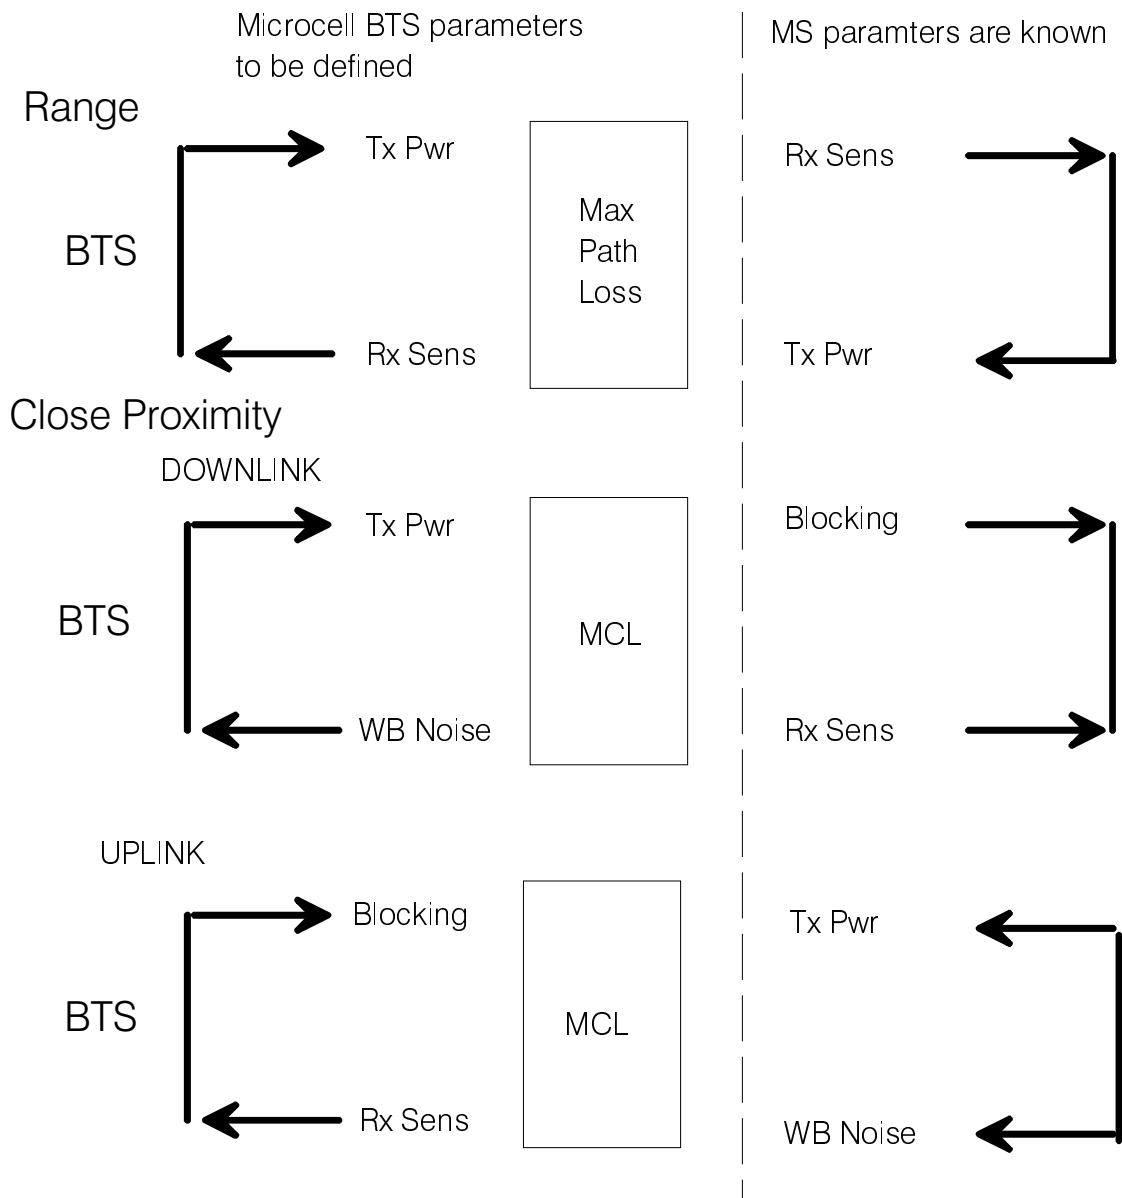 Microcell BTS parameters
to be defined
MS paramters are known
Range
Tx Pwr
Rx Sens
Max
Path
Loss
BTS
Rx Sens
Tx Pwr
Close Proximity
DOWNLINK
Tx Pwr
Blocking
BTS
MCL
WB Noise
Rx Sens
UPLINK
Blocking
Tx Pwr
BTS
MCL
Rx Sens
WB Noise